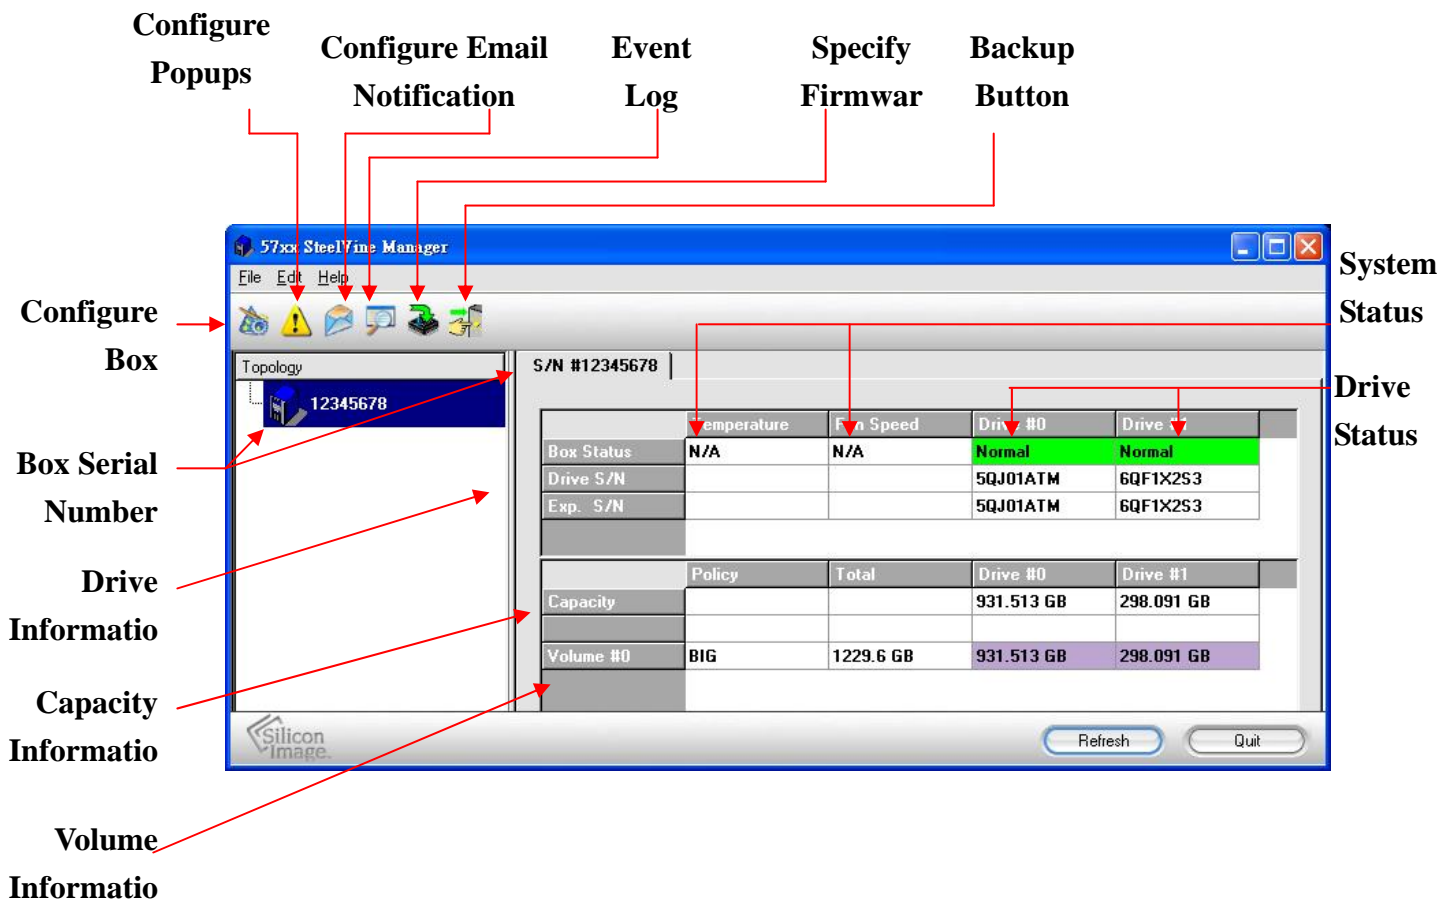 Configure
Popups
Configure Email
Notification
Event
Log
Specify
Firmwar
Backup
Button
57xx SteelVine Manager
File Edit Help
System
Status
Configure
Box
Topology
12345678
S/N #12345678
Drive
Status
Temperature Fan Speed Drive #0 Drive #1
Box Status N/A N/A Normal Normal
Drive S/N 5QJ01ATM 6QF1X2S3
Exp. S/N 5QJ01ATM 6QF1X2S3
Box Serial
Number
Drive
Informatio
Policy Total Drive #0 Drive #1
Capacity 931.513 GB 298.091 GB
Volume #0 BIG 1229.6 GB 931.513 GB 298.091 GB
Capacity
Informatio
Silicon
Image.
Refresh Quit
Volume
Informatio